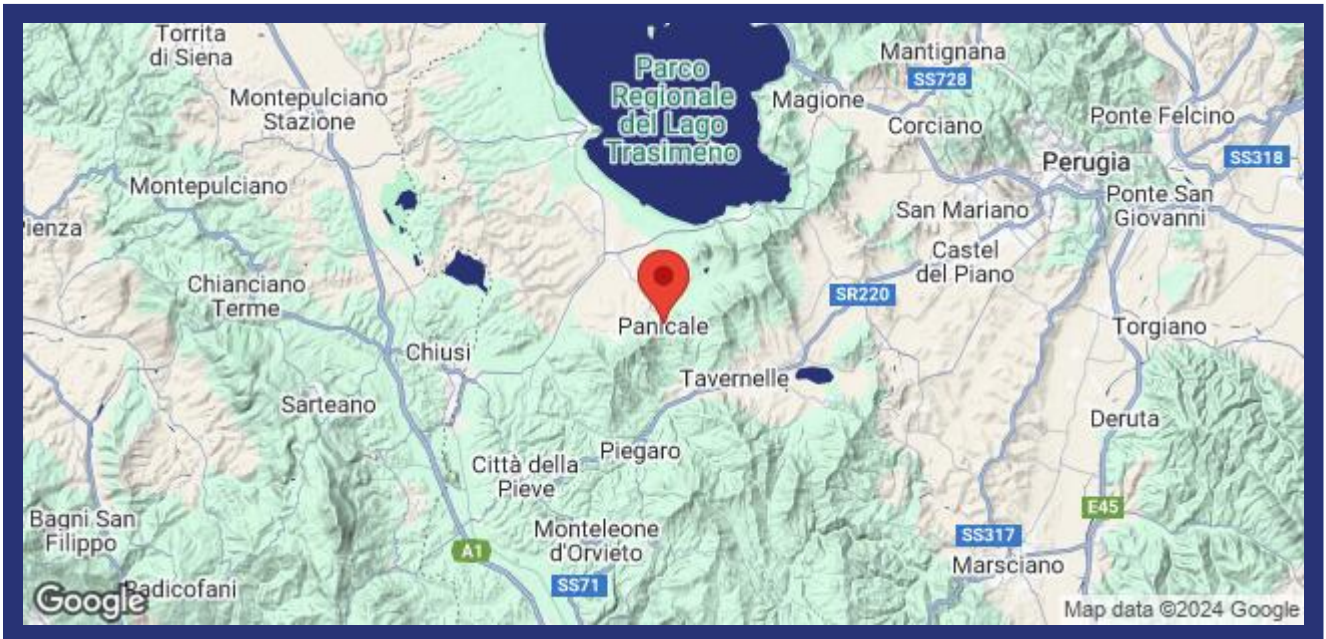 Torrita
di Siena
Mantignana
SS728
Parco
Regionale
del Lago
Trasimeno
Montepulciano
Stazione
Magione
Ponte Felcino
Corciano
SS318
Perugia
Montepulciano
Ponte San
Giovanni
San Mariano
ienza
Castel
del Piano
Chianciano
Terme
SR220
Panicale
Torgiano
Chiusi
Tavernelle
Sarteano
Deruta
Piegaro
Città della
Pieve
E45
Bagni San
Filippo
Monteleone
d'Orvieto
SS317
A1
Marsciano
SS71
Radicofani
Google
Map data ©2024 Google